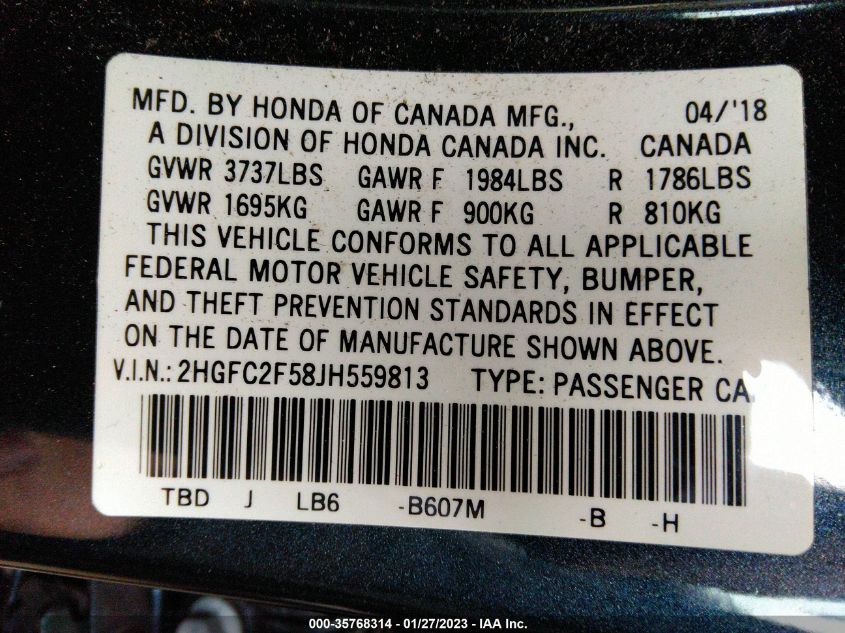 MFD. BY HONDA OF CANADA MFG., 04/'18
A DIVISION OF HONDA CANADA INC. CANADA
GVWR 3737LBS GAWR F 1984LBS R 1786LBS
GVWR 1695KG GAWR F 900KG R 810KG
THIS VEHICLE CONFORMS TO ALL APPLICABLE
FEDERAL MOTOR VEHICLE SAFETY, BUMPER,
AND THEFT PREVENTION STANDARDS IN EFFECT
ON THE DATE OF MANUFACTURE SHOWN ABOVE.
V.I.N.: 2HGFC2F58JH559813 TYPE: PASSENGER
TBD J LB6 -B607M -B -H
000-35768314 - 01/27/2023 - IAA Inc.